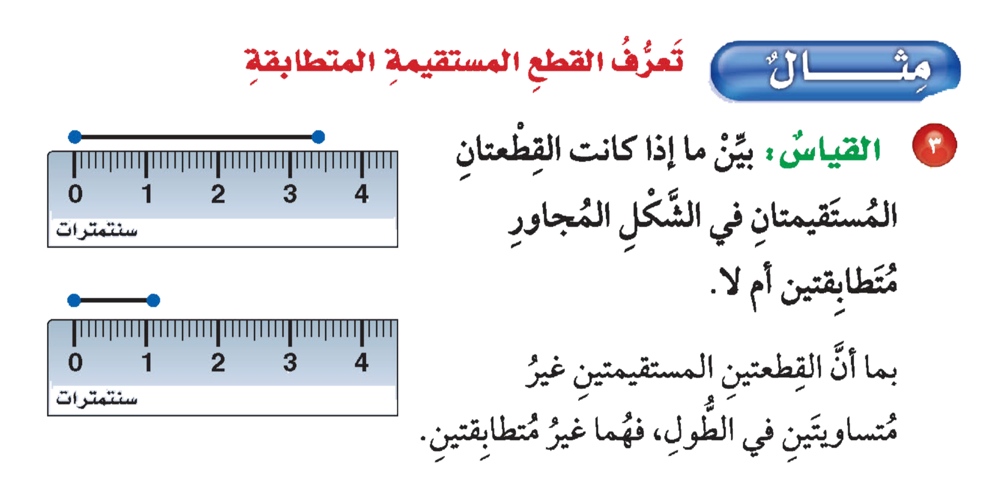 مِثـــالٌ تَعرُّفُ القطعِ المستقيمةِ المتطابقةِ
٣ القياسُ: بيِّنْ ما إذا كانت القِطْعتانِ
المُستَقيمتانِ في الشَّكْلِ المُجاورِ
مُتَطابِقتين أم لا.
بما أنَّ القِطعتينِ المستقيمتينِ غيرُ
مُتساويتَينِ في الطُّولِ، فهُما غيرُ مُتطابِقتينِ.
0 1 2 3 4
سنتمترات
0 1 2 3 4
سنتمترات